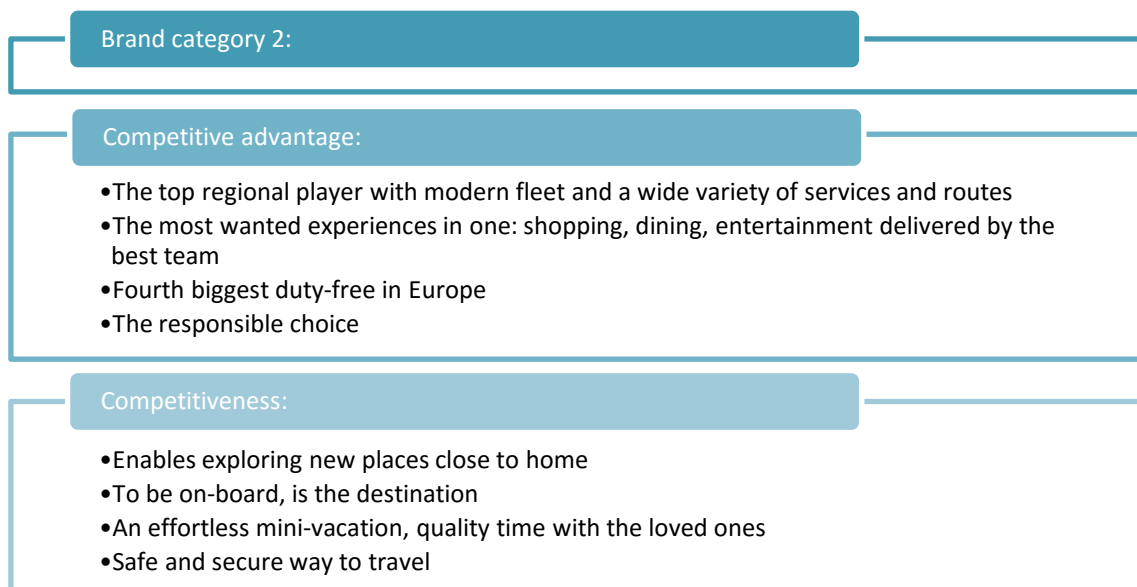 Brand category 2:
Competitive advantage:
•The top regional player with modern fleet and a wide variety of services and routes
•The most wanted experiences in one: shopping, dining, entertainment delivered by the
best team
•Fourth biggest duty-free in Europe
•The responsible choice
Competitiveness:
•Enables exploring new places close to home
•To be on-board, is the destination
•An effortless mini-vacation, quality time with the loved ones
•Safe and secure way to travel